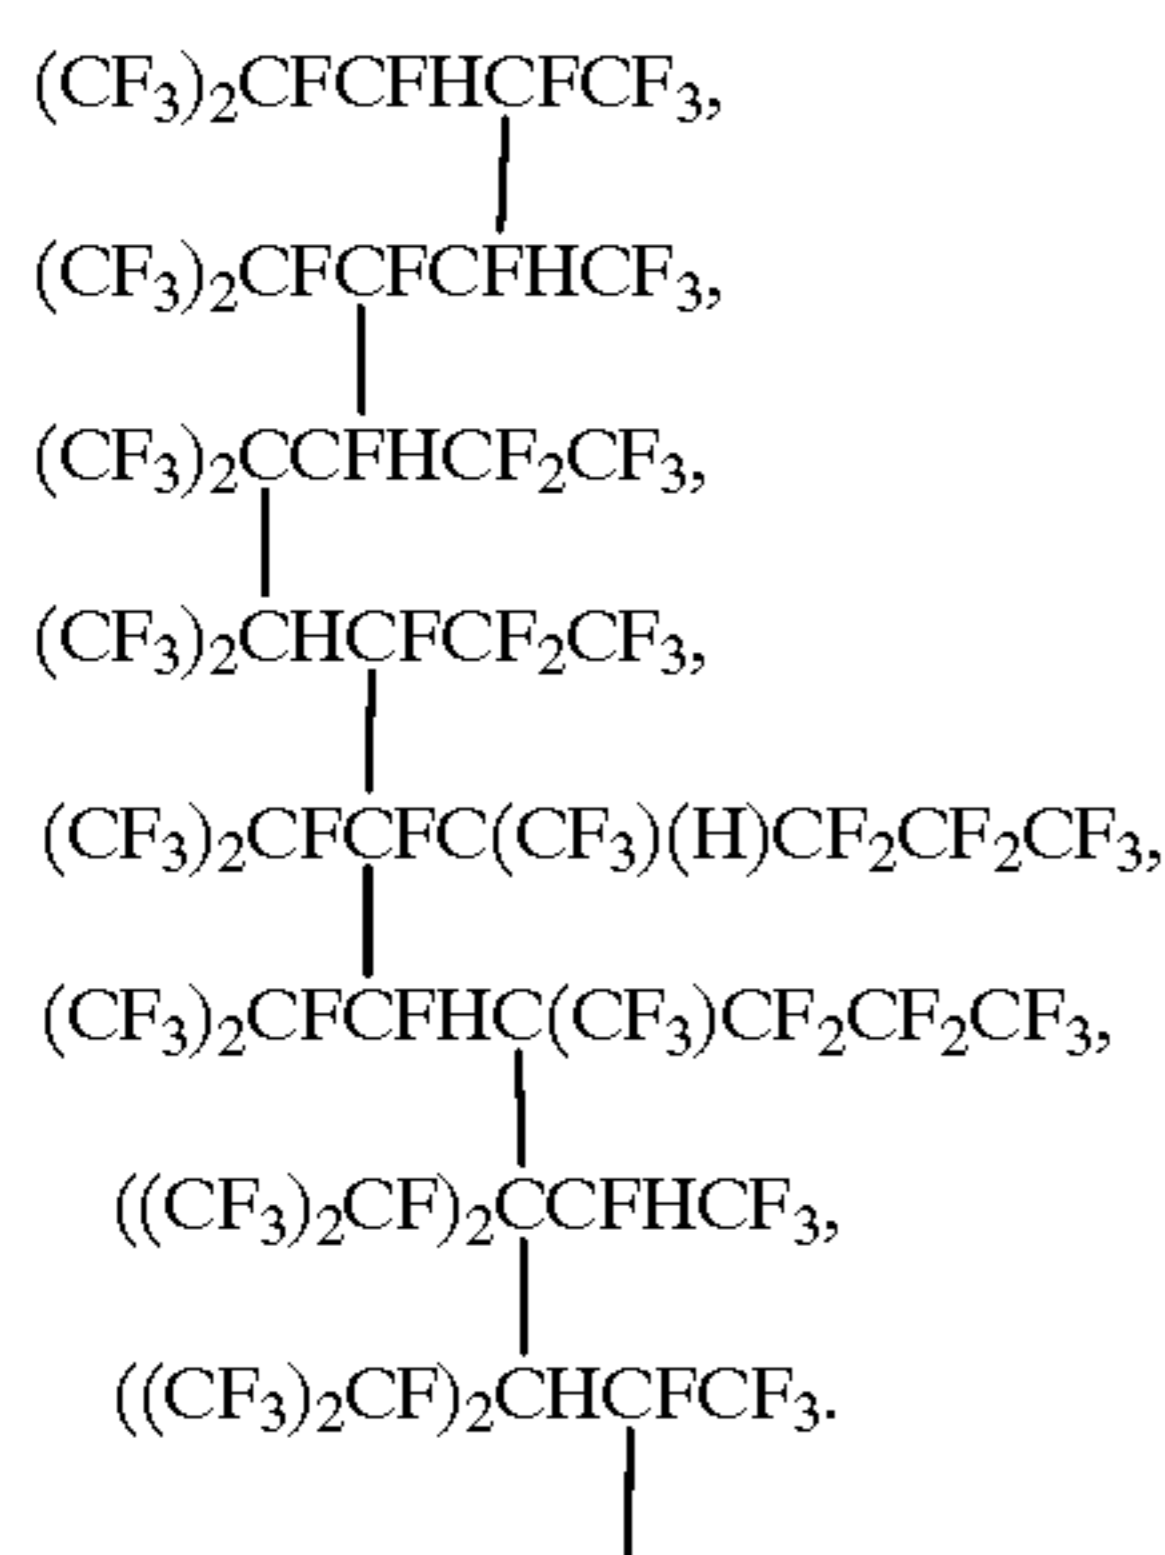 (CF₃)₂CFCFHCFCF₃,
(CF₃)₂CFCFCFHCF₃,
(CF₃)₂CCFHCF₂CF₃,
(CF₃)₂CHCFCF₂CF₃,
(CF₃)₂CFCFC(CF₃)(H)CF₂CF₂CF₃,
(CF₃)₂CFCFHC(CF₃)CF₂CF₂CF₃,
((CF₃)₂CF)₂CCFHCF₃,
((CF₃)₂CF)₂CHCFCF₃.